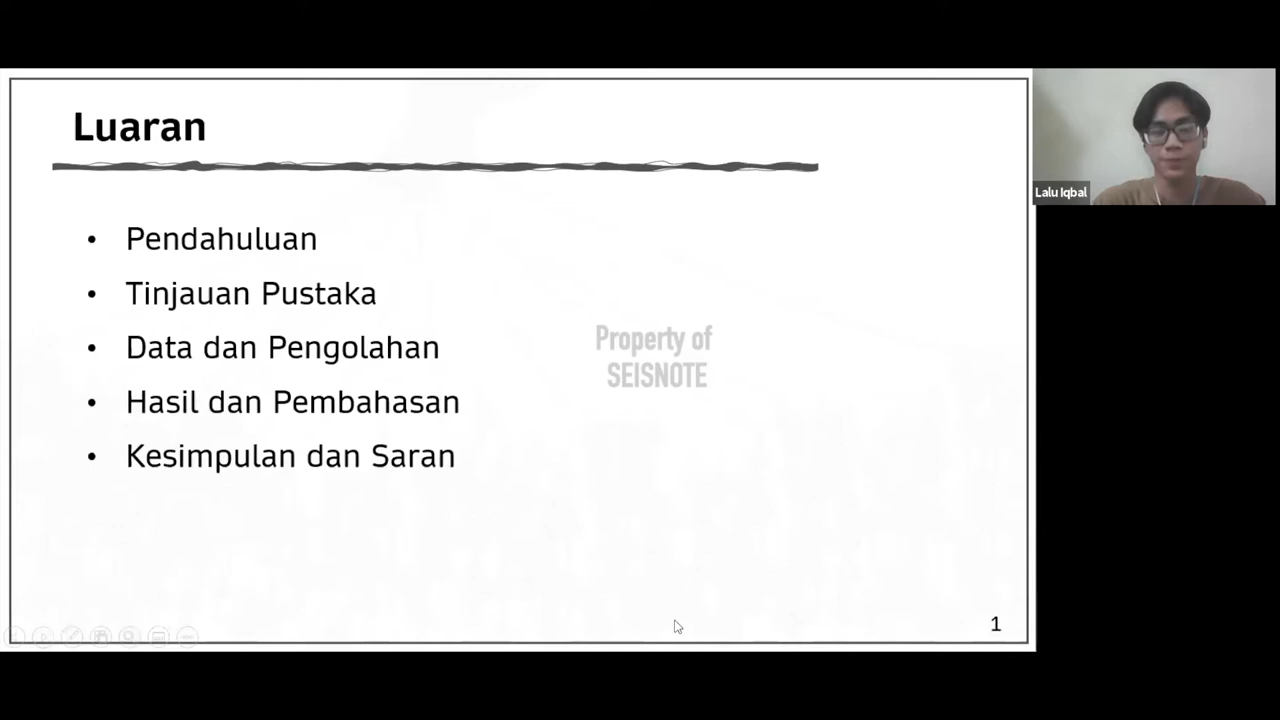 Luaran
• Pendahuluan
• Tinjauan Pustaka
• Data dan Pengolahan
• Hasil dan Pembahasan
• Kesimpulan dan Saran
Property of
SEISNOTE
1
Lalu Iqbal